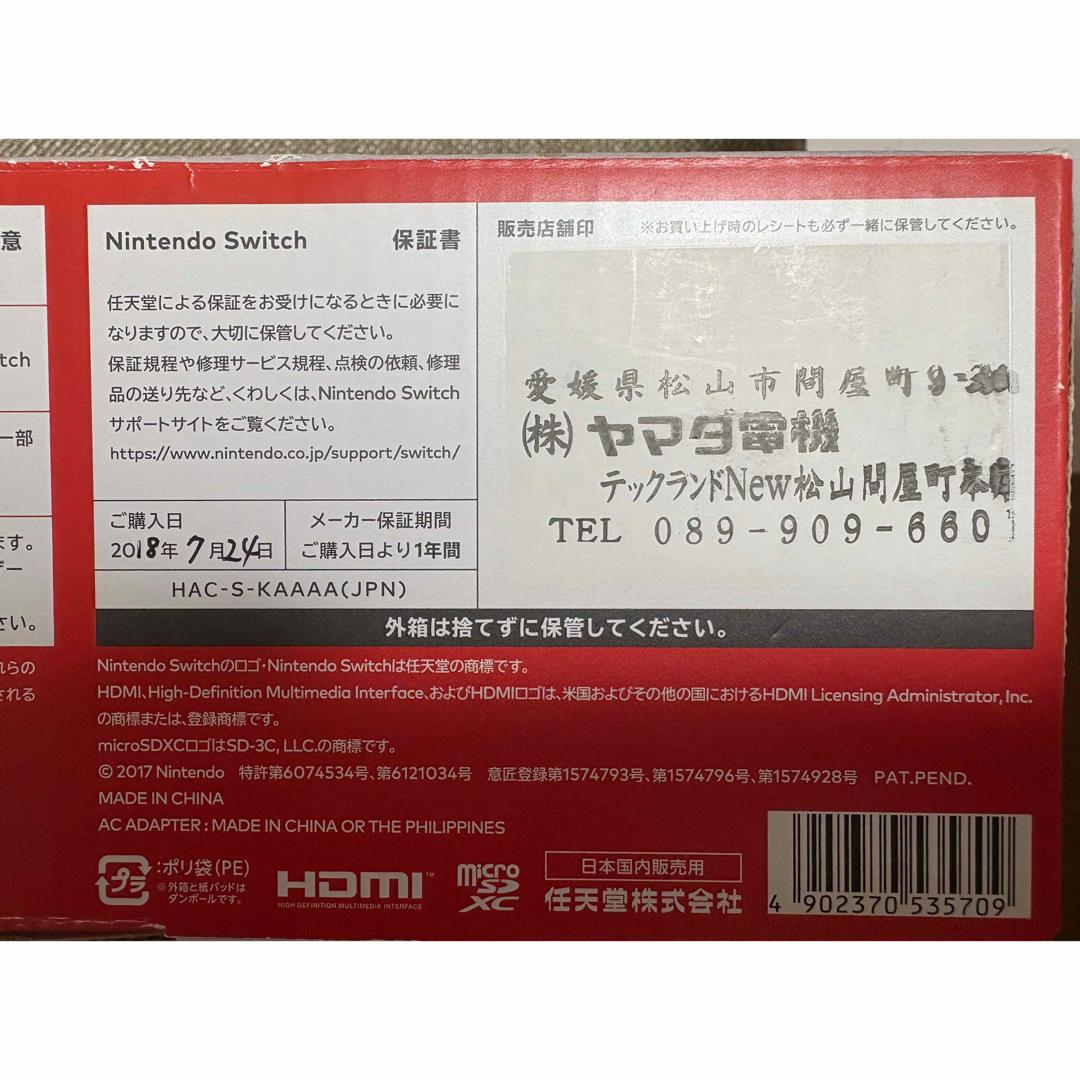 意
tch
一部
ます。
さい。
れらの
される
Nintendo Switch 保証書
任天堂による保証をお受けになるときに必要に
なりますので、大切に保管してください。
保証規程や修理サービス規程、点検の依頼、修理
品の送り先など、くわしくは、Nintendo Switch
サポートサイトをご覧ください。
https://www.nintendo.co.jp/support/switch/
ご購入日
2018年 7月24日
メーカー保証期間
ご購入日より1年間
HAC-S-KAAAA(JPN)
販売店舗印 ※お買い上げ時のレシートも必ず一緒に保管してください。
愛媛県松山市問屋町9-
(株)ヤマダ電機
テックランドNew松山問屋町本店
TEL 089-909-660
外箱は捨てずに保管してください。
Nintendo Switchのロゴ・Nintendo Switchは任天堂の商標です。
HDMI、High-Definition Multimedia Interface、およびHDMIロゴは、米国およびその他の国におけるHDMI Licensing Administrator, Inc.
の商標または、登録商標です。
microSDXCロゴはSD-3C, LLC.の商標です。
© 2017 Nintendo 特許第6074534号、第6121034号 意匠登録第1574793号、第1574796号、第1574928号 PAT.PEND.
MADE IN CHINA
AC ADAPTER : MADE IN CHINA OR THE PHILIPPINES
プラ
:ポリ袋(PE)
※外箱と紙パッドは
ダンボールです。
HDMI™
HIGH-DEFINITION MULTIMEDIA INTERFACE
micro
SD
XC
日本国内販売用
任天堂株式会社
4 902370 535709